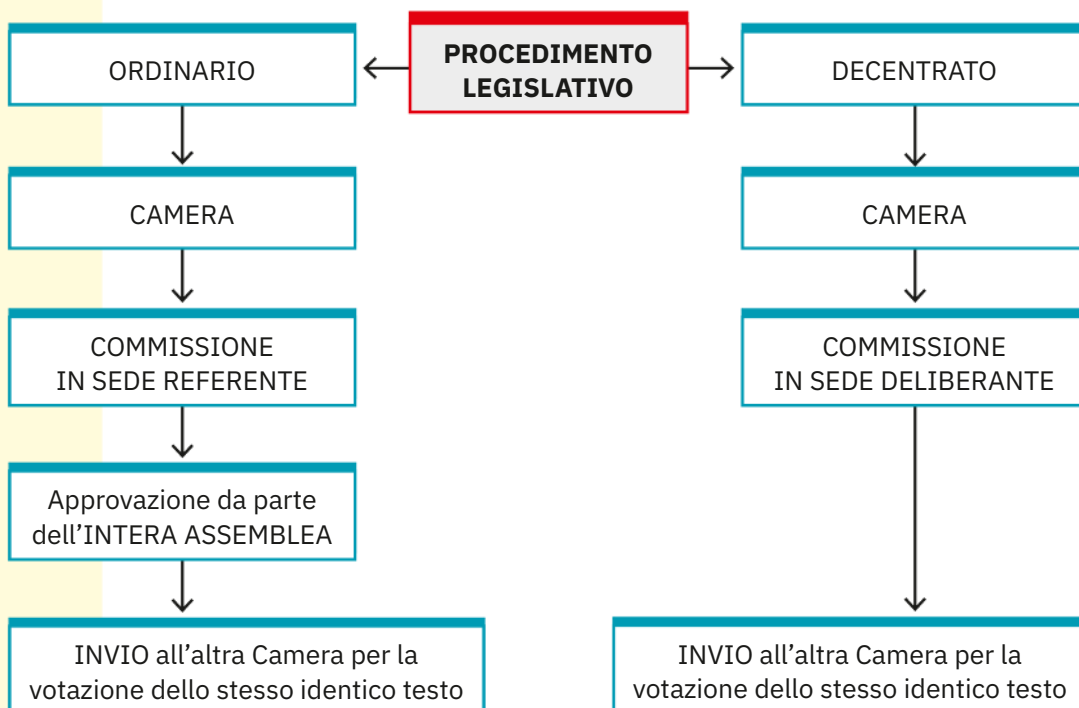 PROCEDIMENTO
LEGISLATIVO
ORDINARIO
CAMERA
COMMISSIONE
IN SEDE REFERENTE
Approvazione da parte
dell’INTERA ASSEMBLEA
INVIO all’altra Camera per la
votazione dello stesso identico testo
DECENTRATO
CAMERA
COMMISSIONE
IN SEDE DELIBERANTE
INVIO all’altra Camera per la
votazione dello stesso identico testo